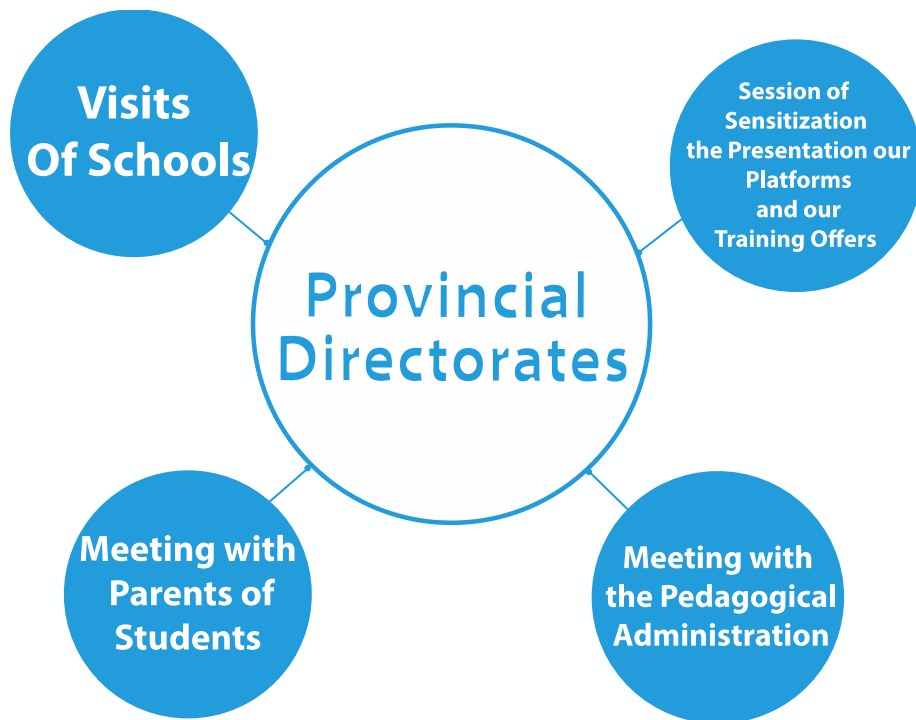 Visits
Of Schools
Session of
Sensitization
the Presentation our
Platforms
and our
Training Offers
Provincial
Directorates
Meeting with
Parents of
Students
Meeting with
the Pedagogical
Administration